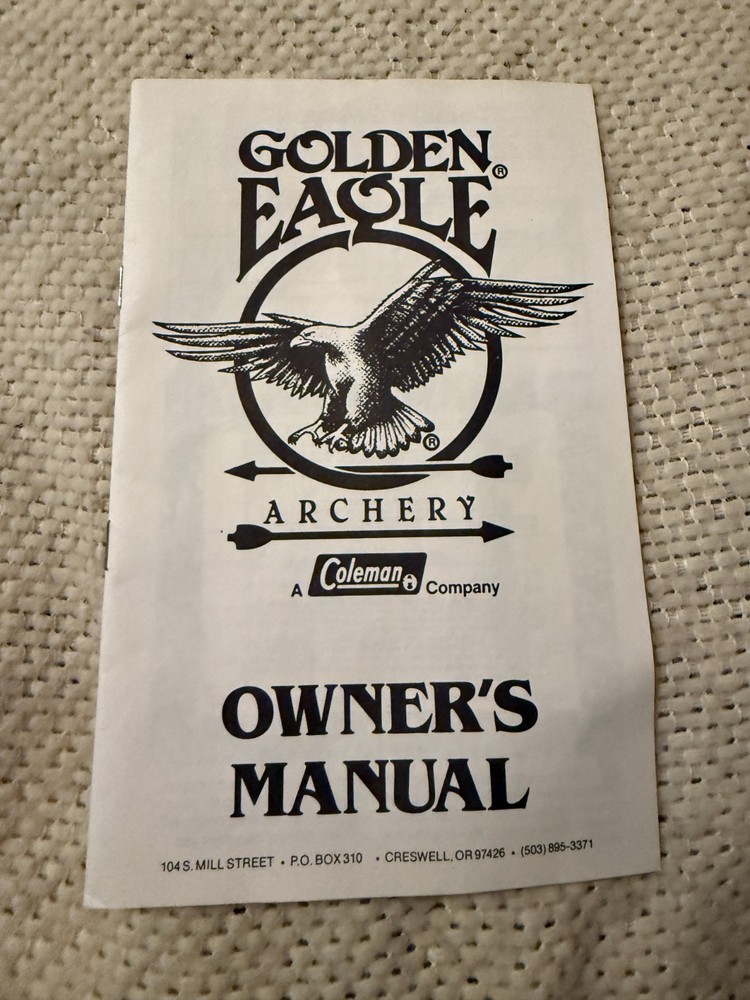 GOLDEN
EAGLE®
®
ARCHERY
A Coleman Company
OWNER'S
MANUAL
104 S. MILL STREET • P.O. BOX 310 • CRESWELL, OR 97426 • (503) 895-3371